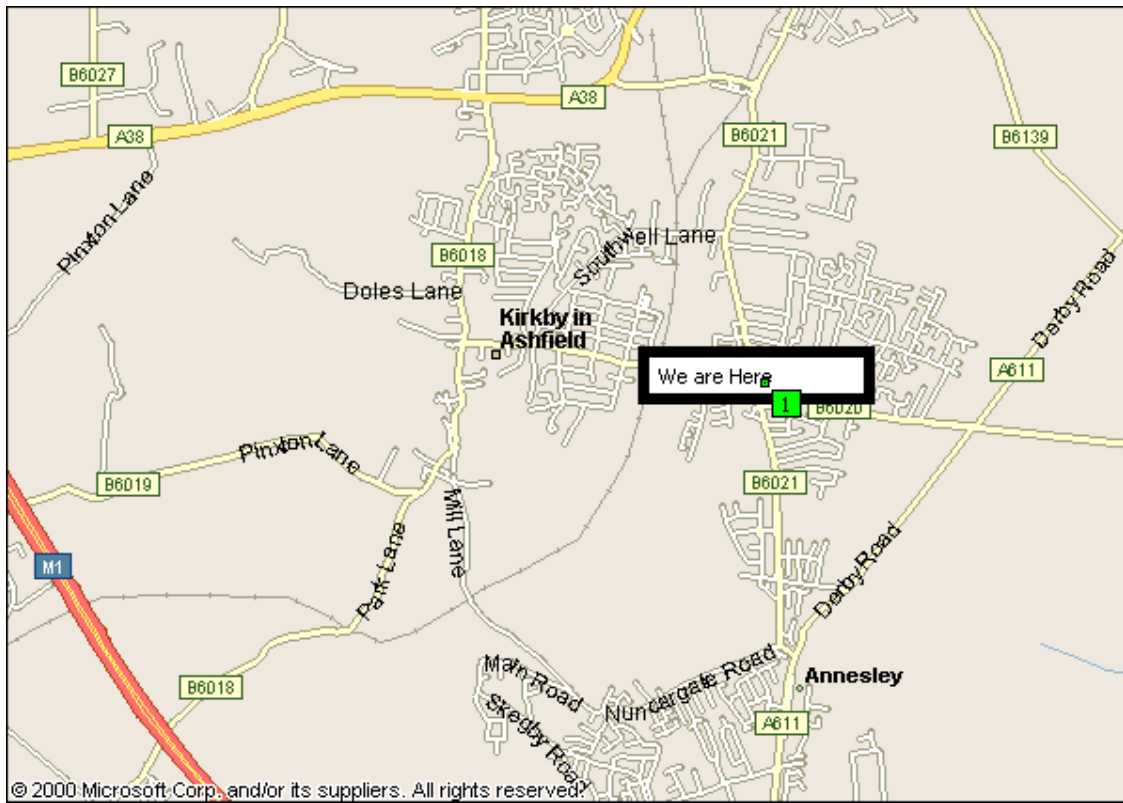 B6027
A38
A38
B6021
B6139
Pinxton Lane
Southwell Lane
B6018
Doles Lane
Derby Road
Kirkby in
Ashfield
We are Here
A611
1
B6020
Pinxton Lane
B6019
B6021
Mill Lane
M1
Park Lane
Derby Road
Main Road
Nuncargate Road
Annesley
B6018
Skegby Road
A611
© 2000 Microsoft Corp. and/or its suppliers. All rights reserved.